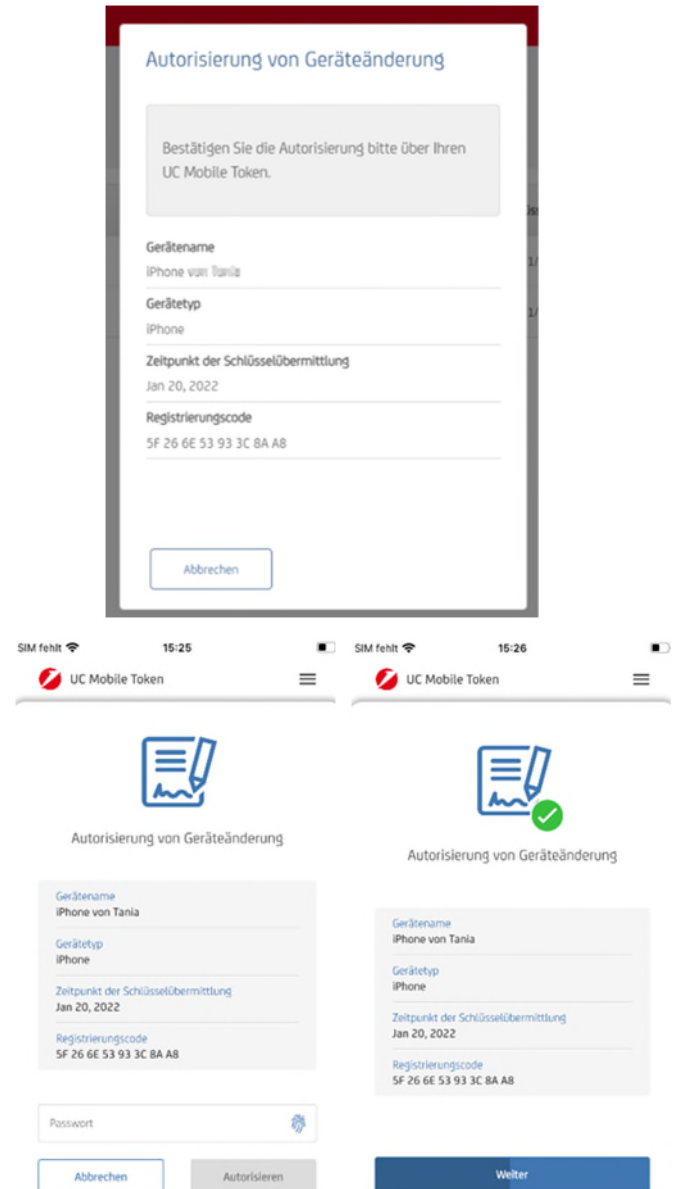 Autorisierung von Geräteänderung
Bestätigen Sie die Autorisierung bitte über Ihren
UC Mobile Token.
Gerätename
iPhone von Tania
Gerätetyp
iPhone
Zeitpunkt der Schlüsselübermittlung
Jan 20, 2022
Registrierungscode
5F 26 6E 53 93 3C 8A A8
Abbrechen
SIM fehlt 15:25
UC Mobile Token
Autorisierung von Geräteänderung
Gerätename
iPhone von Tania
Gerätetyp
iPhone
Zeitpunkt der Schlüsselübermittlung
Jan 20, 2022
Registrierungscode
5F 26 6E 53 93 3C 8A A8
Passwort
Abbrechen Autorisieren
SIM fehlt 15:26
UC Mobile Token
Autorisierung von Geräteänderung
Gerätename
iPhone von Tania
Gerätetyp
iPhone
Zeitpunkt der Schlüsselübermittlung
Jan 20, 2022
Registrierungscode
5F 26 6E 53 93 3C 8A A8
Weiter